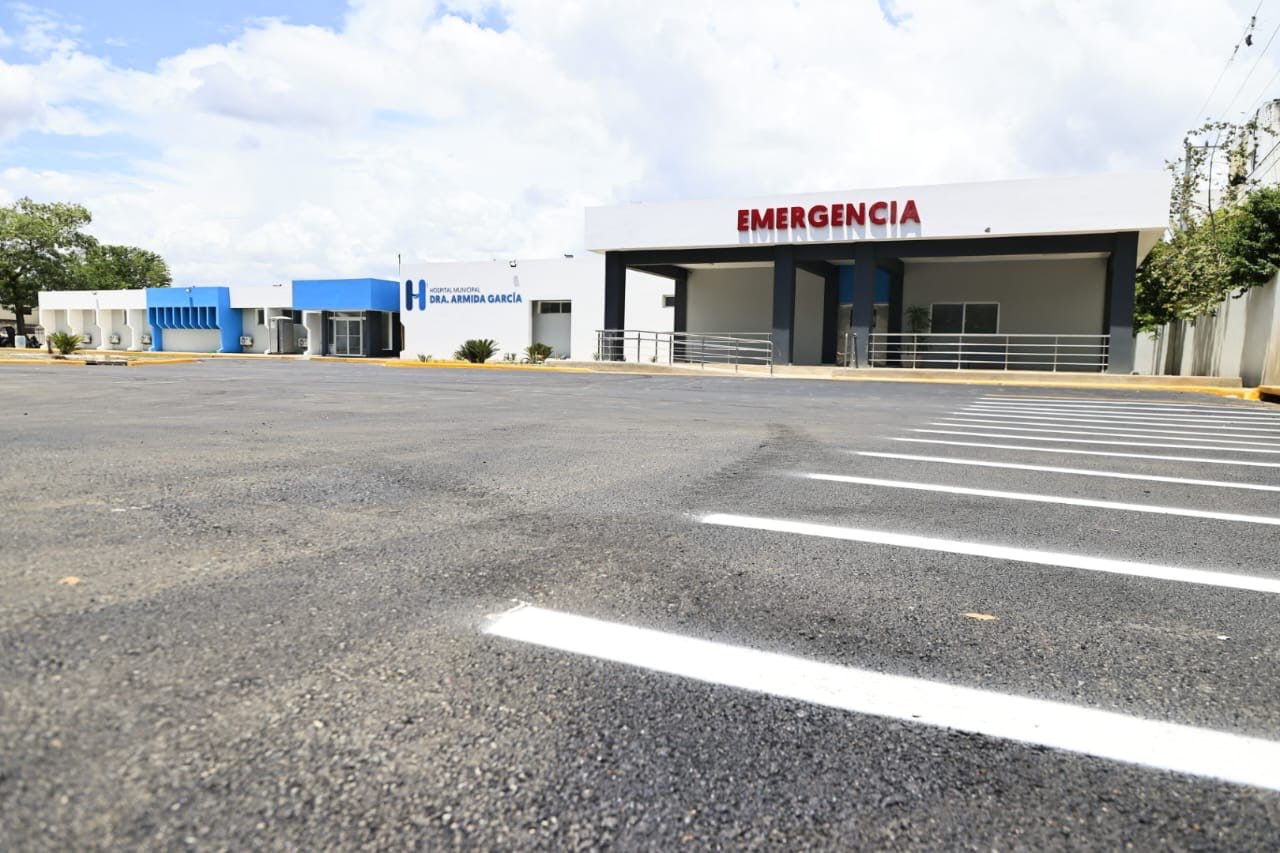 EMERGENCIA
HOSPITAL MUNICIPAL
DRA. ARMIDA GARCÍA